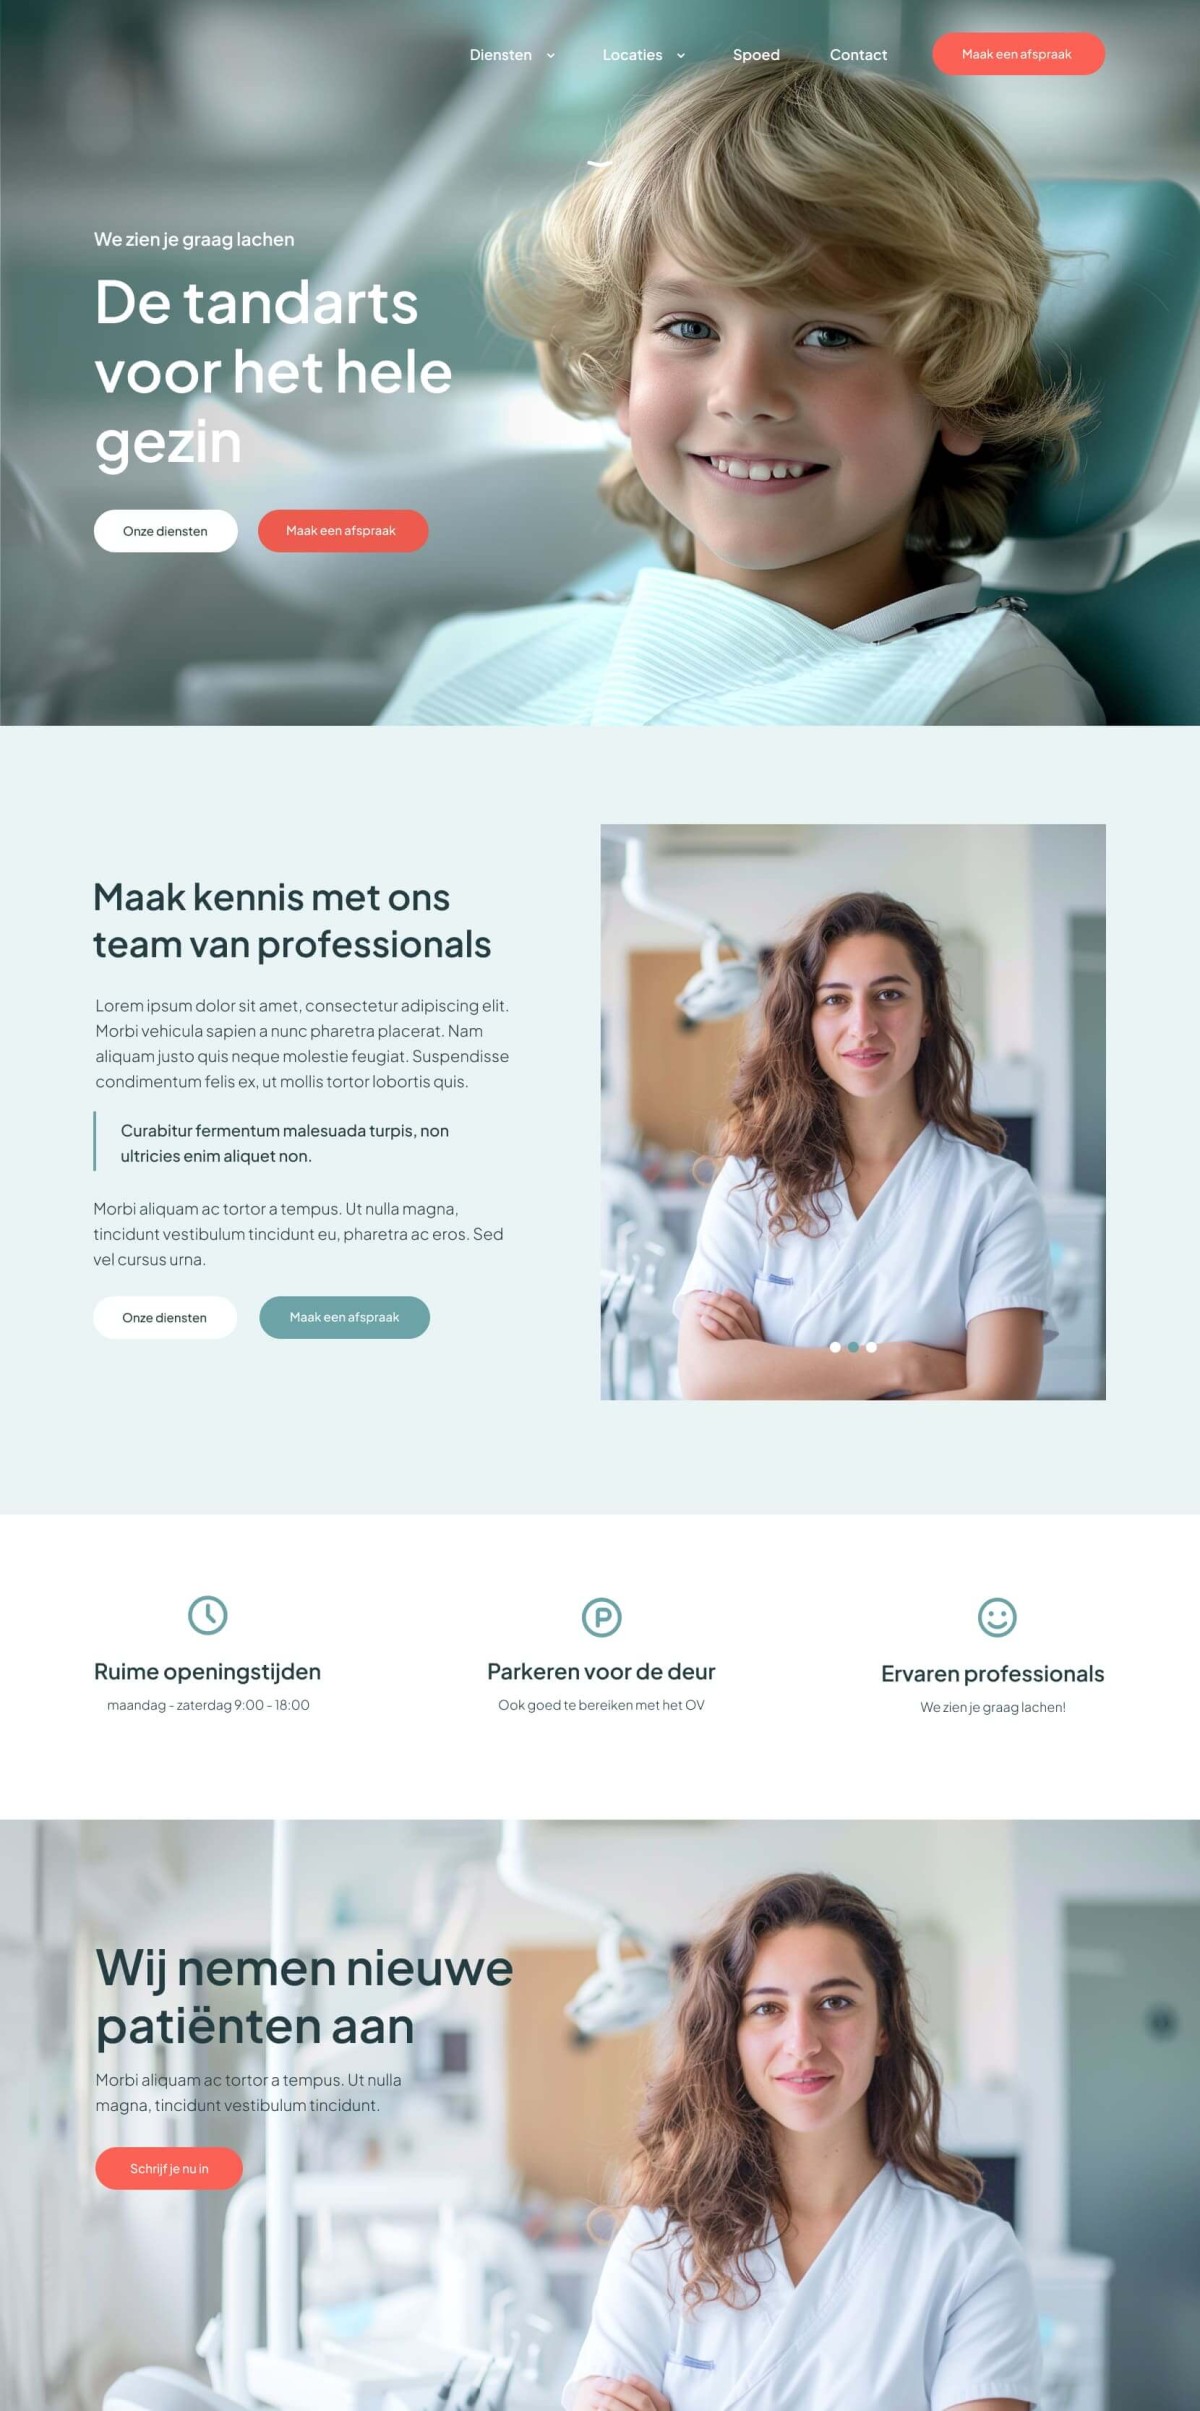 Diensten
Locaties
Spoed
Contact
Maak een afspraak
We zien je graag lachen
De tandarts
voor het hele
gezin
Onze diensten
Maak een afspraak
Maak kennis met ons
team van professionals
Lorem ipsum dolor sit amet, consectetur adipiscing elit.
Morbi vehicula sapien a nunc pharetra placerat. Nam
aliquam justo quis neque molestie feugiat. Suspendisse
condimentum felis ex, ut mollis tortor lobortis quis.
Curabitur fermentum malesuada turpis, non
ultricies enim aliquet non.
Morbi aliquam ac tortor a tempus. Ut nulla magna,
tincidunt vestibulum tincidunt eu, pharetra ac eros. Sed
vel cursus urna.
Onze diensten
Maak een afspraak
P
Ruime openingstijden
Parkeren voor de deur
Ervaren professionals
maandag - zaterdag 9:00 - 18:00
Ook goed te bereiken met het OV
We zien je graag lachen!
Wij nemen nieuwe
patiënten aan
Morbi aliquam ac tortor a tempus. Ut nulla
magna, tincidunt vestibulum tincidunt.
Schrijf je nu in